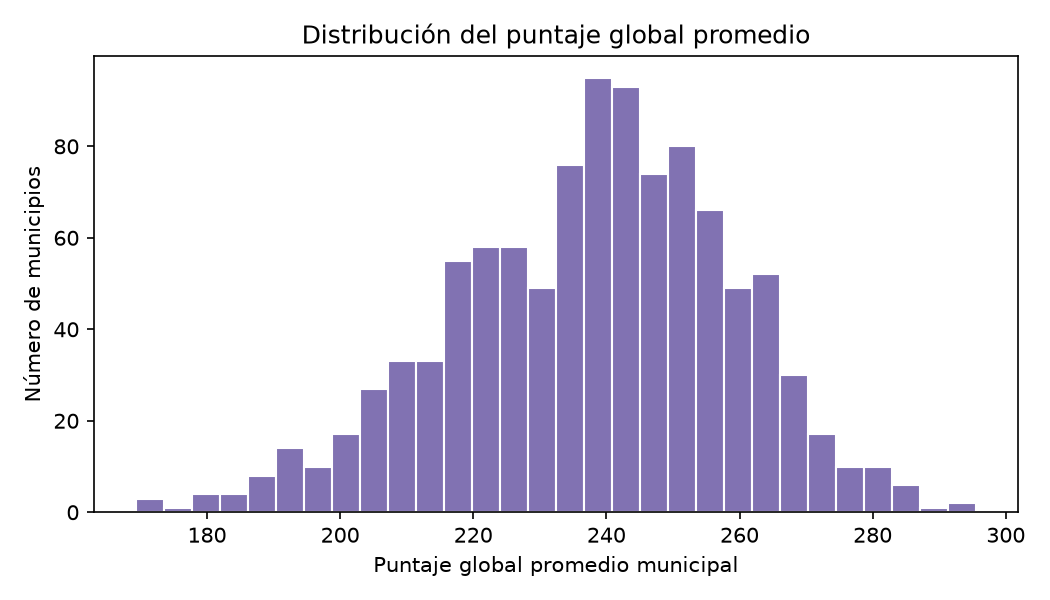 Distribución del puntaje global promedio
Número de municipios
80
60
40
20
0
180 200 220 240 260 280 300
Puntaje global promedio municipal